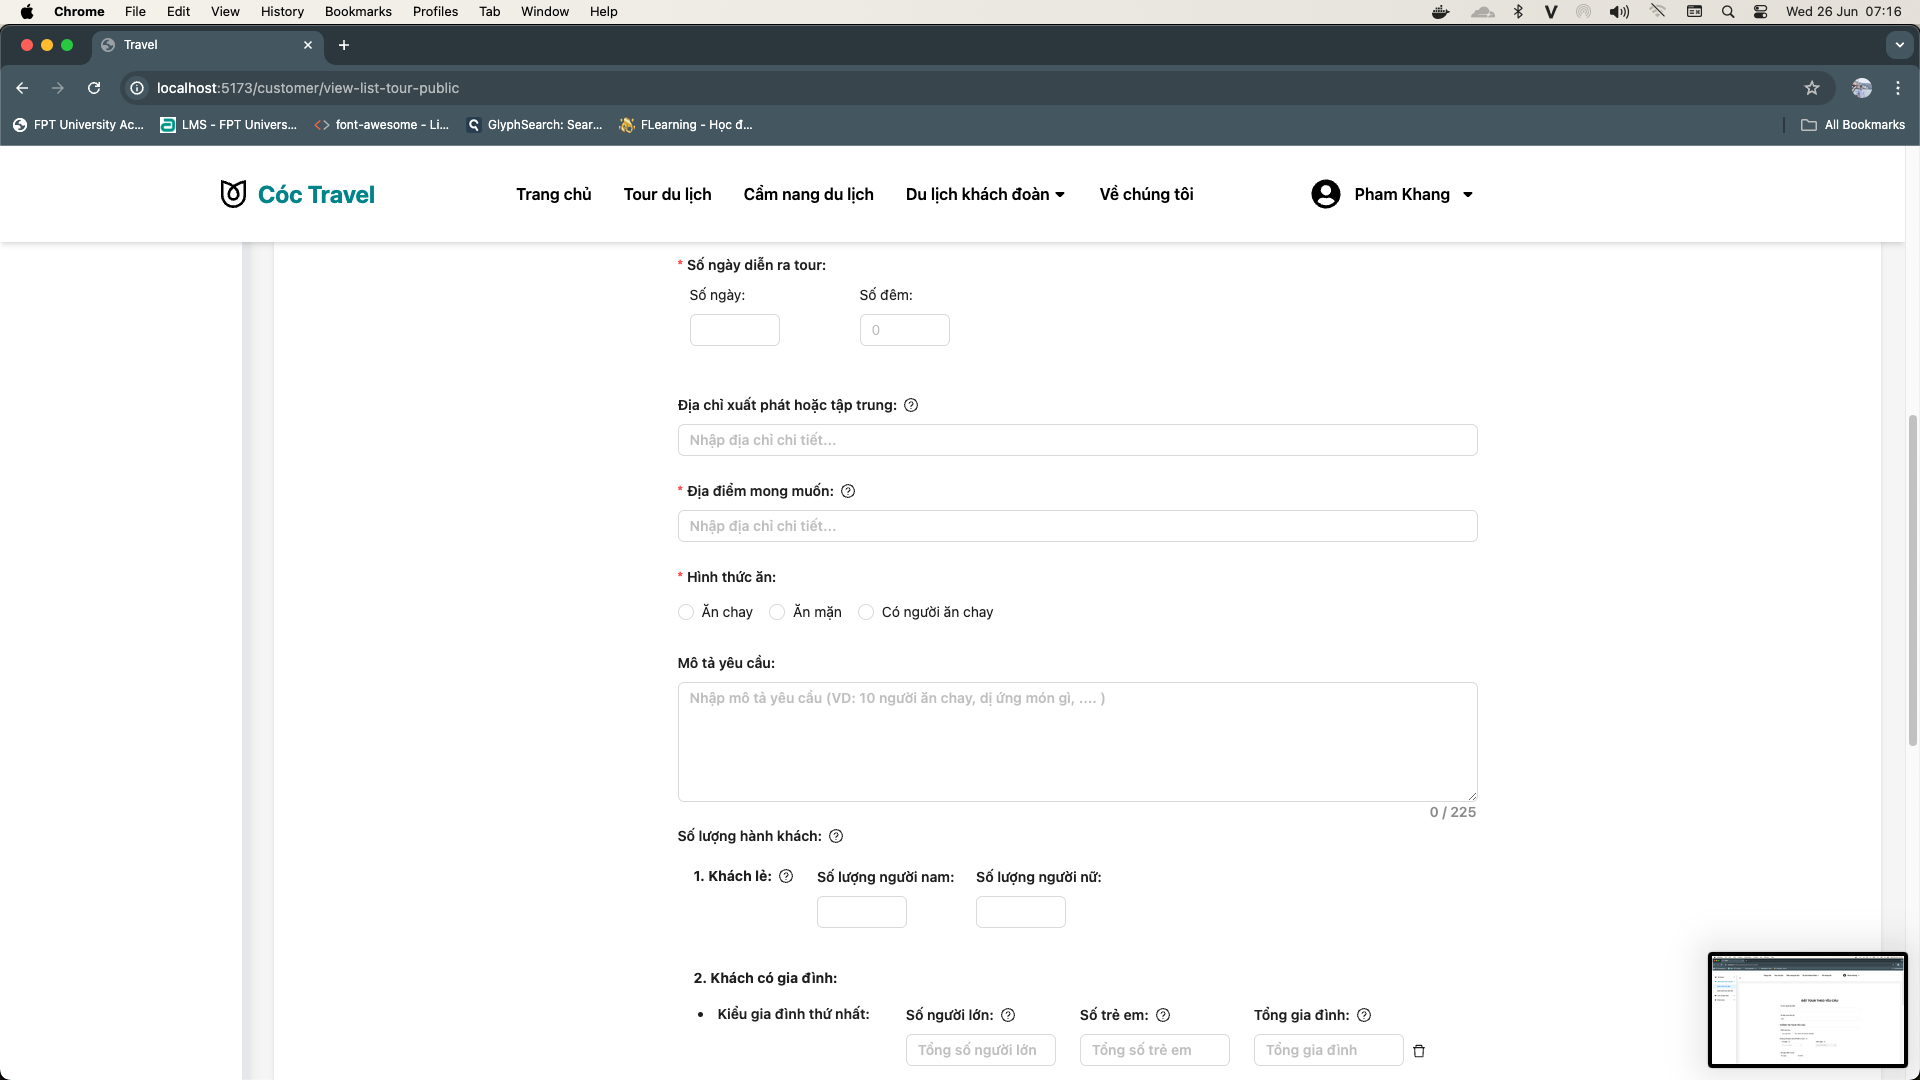 Chrome File Edit View History Bookmarks Profiles Tab Window Help Wed 26 Jun 07:16
Travel
localhost:5173/customer/view-list-tour-public
FPT University Ac... LMS - FPT Univers... font-awesome - Li... GlyphSearch: Sear... FLearning - Học đ... All Bookmarks
Cóc Travel Trang chủ Tour du lịch Cẩm nang du lịch Du lịch khách đoàn Về chúng tôi Pham Khang
* Số ngày diễn ra tour:
Số ngày: Số đêm:
0
Địa chỉ xuất phát hoặc tập trung:
Nhập địa chỉ chi tiết...
* Địa điểm mong muốn:
Nhập địa chỉ chi tiết...
* Hình thức ăn:
Ăn chay Ăn mặn Có người ăn chay
Mô tả yêu cầu:
Nhập mô tả yêu cầu (VD: 10 người ăn chay, dị ứng món gì, .... )
0 / 225
Số lượng hành khách:
1. Khách lẻ: Số lượng người nam: Số lượng người nữ:
2. Khách có gia đình:
• Kiểu gia đình thứ nhất: Số người lớn: Số trẻ em: Tổng gia đình:
Tổng số người lớn Tổng số trẻ em Tổng gia đình